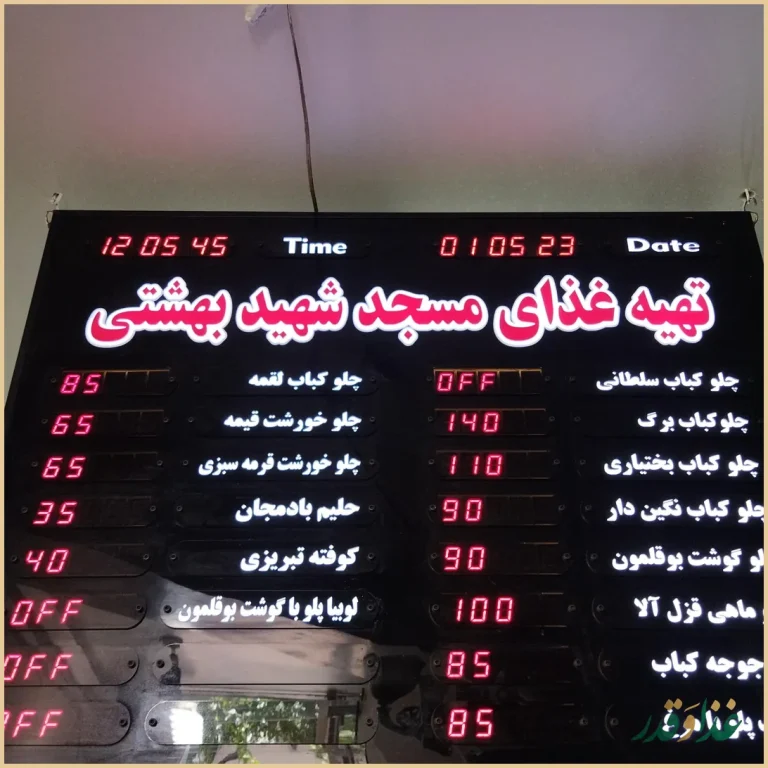 Date 01 05 23 Time 12 05 45
تهیه غذای مسجد شهید بهشتی
چلو کباب سلطانی OFF
چلوکباب برگ 140
چلو کباب بختیاری 110
چلو کباب نگین دار 90
گوشت بوقلمون 90
ماهی قزل آلا 100
جوجه کباب 85
85
چلو کباب لقمه 85
چلو خورشت قیمه 65
چلو خورشت قرمه سبزی 65
حلیم بادمجان 35
کوفته تبریزی 40
لوبیا پلو با گوشت بوقلمون OFF
OFF
OFF
غذا و قدر